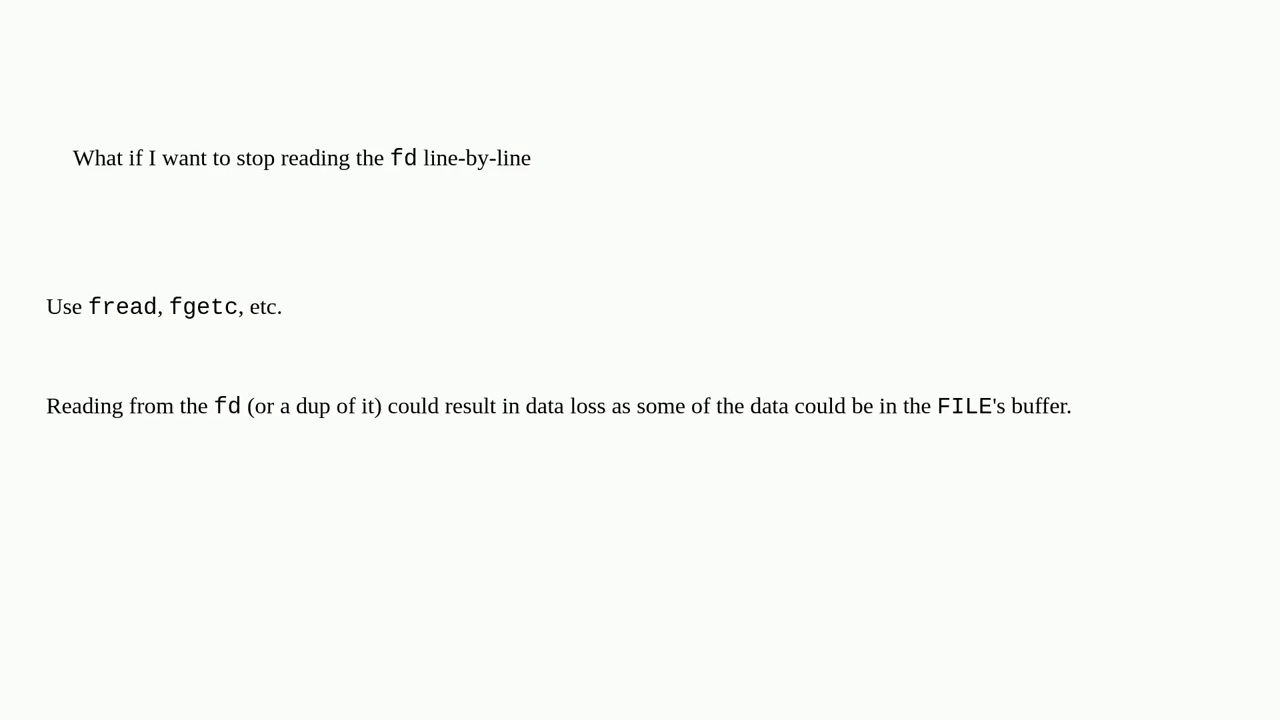 What if I want to stop reading the fd line-by-line
Use fread, fgetc, etc.
Reading from the fd (or a dup of it) could result in data loss as some of the data could be in the FILE's buffer.